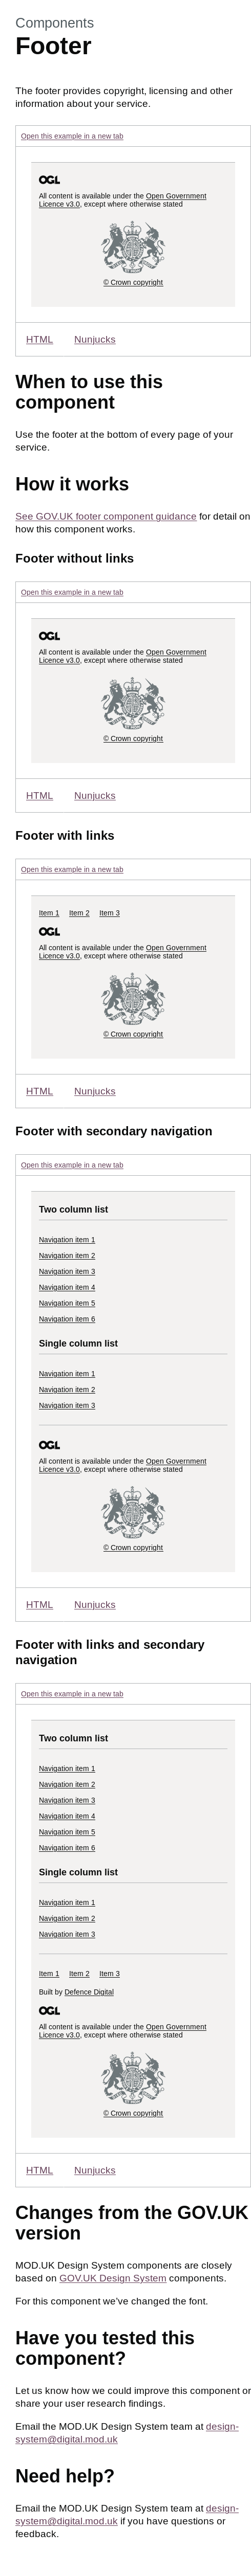 Components
Footer
The footer provides copyright, licensing and other
information about your service.
Open this example in a new tab
OGL
All content is available under the Open Government
Licence v3.0, except where otherwise stated
© Crown copyright
HTML Nunjucks
When to use this
component
Use the footer at the bottom of every page of your
service.
How it works
See GOV.UK footer component guidance for detail on
how this component works.
Footer without links
Open this example in a new tab
OGL
All content is available under the Open Government
Licence v3.0, except where otherwise stated
© Crown copyright
HTML Nunjucks
Footer with links
Open this example in a new tab
Item 1 Item 2 Item 3
OGL
All content is available under the Open Government
Licence v3.0, except where otherwise stated
© Crown copyright
HTML Nunjucks
Footer with secondary navigation
Open this example in a new tab
Two column list
Navigation item 1
Navigation item 2
Navigation item 3
Navigation item 4
Navigation item 5
Navigation item 6
Single column list
Navigation item 1
Navigation item 2
Navigation item 3
OGL
All content is available under the Open Government
Licence v3.0, except where otherwise stated
© Crown copyright
HTML Nunjucks
Footer with links and secondary
navigation
Open this example in a new tab
Two column list
Navigation item 1
Navigation item 2
Navigation item 3
Navigation item 4
Navigation item 5
Navigation item 6
Single column list
Navigation item 1
Navigation item 2
Navigation item 3
Item 1 Item 2 Item 3
Built by Defence Digital
OGL
All content is available under the Open Government
Licence v3.0, except where otherwise stated
© Crown copyright
HTML Nunjucks
Changes from the GOV.UK
version
MOD.UK Design System components are closely
based on GOV.UK Design System components.
For this component we've changed the font.
Have you tested this
component?
Let us know how we could improve this component or
share your user research findings.
Email the MOD.UK Design System team at design-
system@digital.mod.uk
Need help?
Email the MOD.UK Design System team at design-
system@digital.mod.uk if you have questions or
feedback.